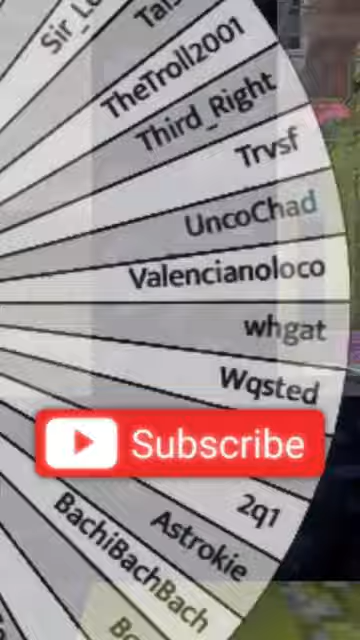 TheTroll2001
Third_Right
Trvsf
UncoChad
Valencianoloco
whgat
Wqsted
Subscribe
2q1
Astrokie
BachiBachBach